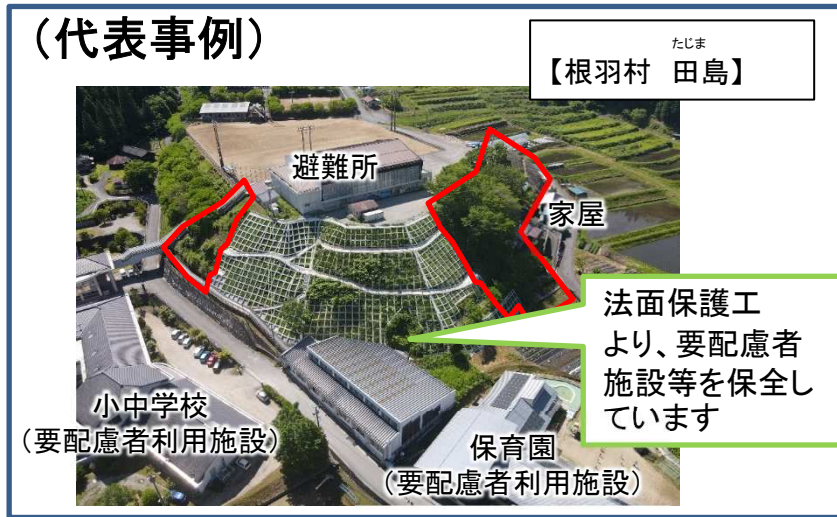 (代表事例)
たじま
【根羽村 田島】
避難所
家屋
法面保護工
より、要配慮者
施設等を保全し
ています
小中学校
(要配慮者利用施設)
保育園
(要配慮者利用施設)